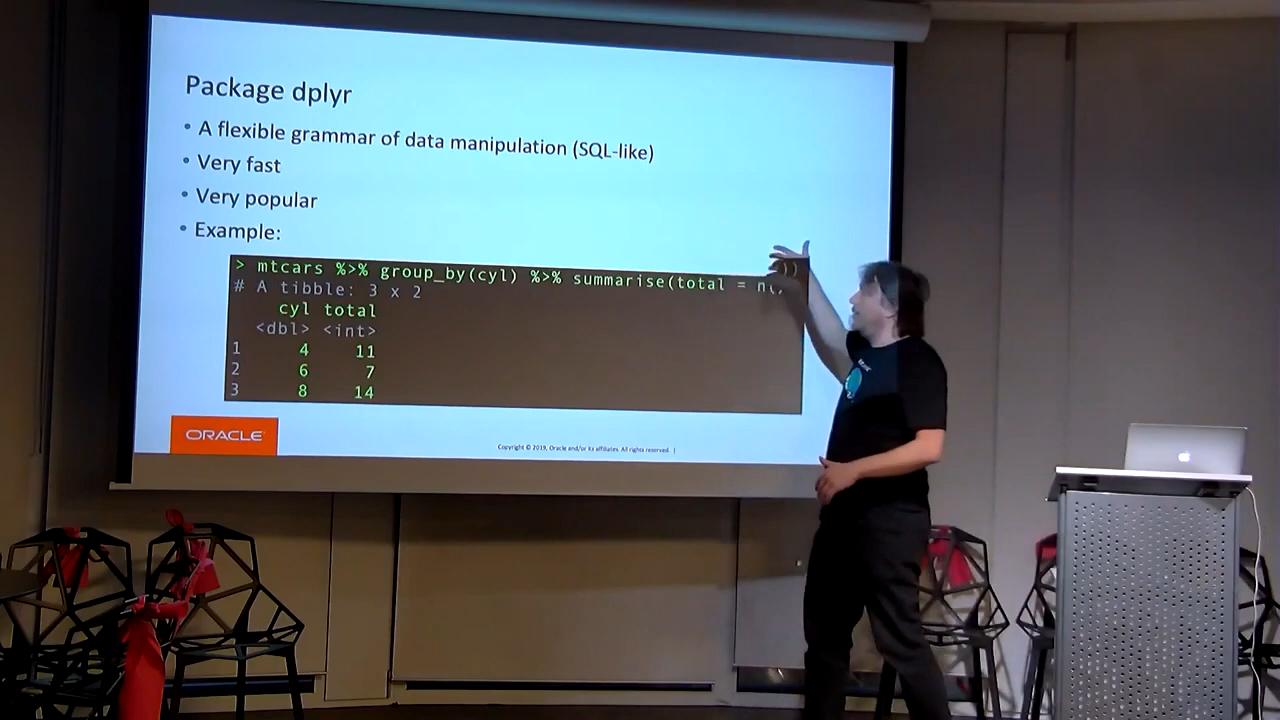 Package dplyr
• A flexible grammar of data manipulation (SQL-like)
• Very fast
• Very popular
• Example:
> mtcars %>% group_by(cyl) %>% summarise(total = n())
# A tibble: 3 x 2
cyl total
<dbl> <int>
1 4 11
2 6 7
3 8 14
ORACLE
Copyright © 2019, Oracle and/or its affiliates. All rights reserved. |